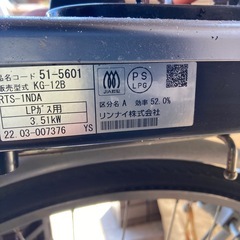 品名コード 51-5601
販売型式 KG-12B
RTS-1NDA
LPガス用
3.51kW
22.03-007376 YS
JIA
PS
LPG
区分名 A 効率 52.0%
リンナイ株式会社